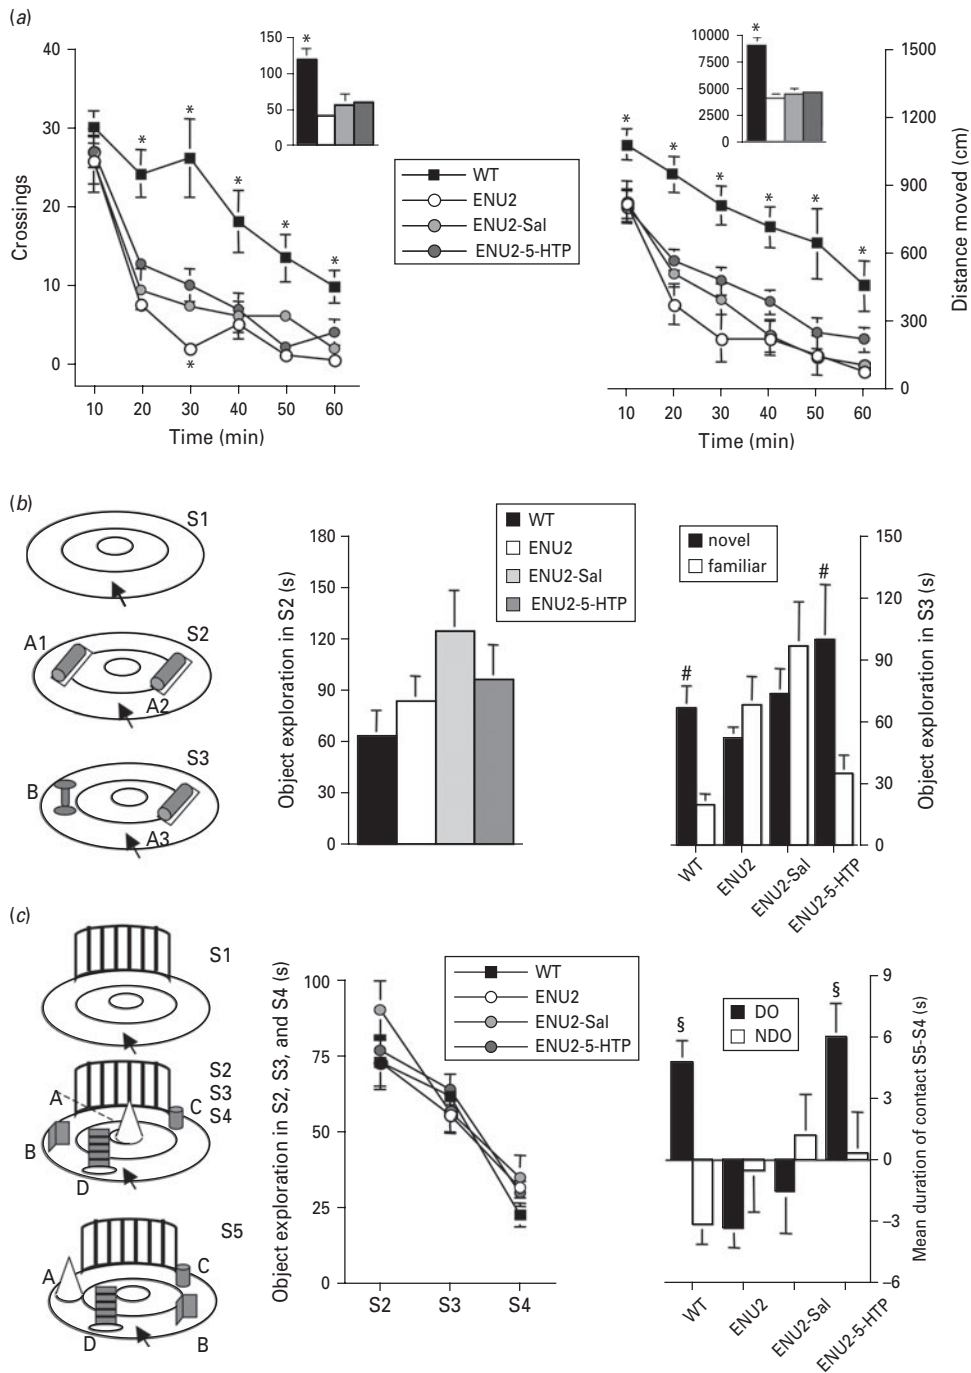 (a)
40
30
20
10
0
Crossings
10 20 30 40 50 60
Time (min)
150
100
50
0
*
* * * * * *
*
WT
ENU2
ENU2-Sal
ENU2-5-HTP
10000
7500
5000
2500
0
*
* * * * * *
1500
1200
900
600
300
0
Distance moved (cm)
10 20 30 40 50 60
Time (min)
(b)
S1
A1 S2
A2
S3
B
A3
180
150
120
90
60
30
0
Object exploration in S2 (s)
WT
ENU2
ENU2-Sal
ENU2-5-HTP
novel
familiar
# #
150
120
90
60
30
0
Object exploration in S3 (s)
WT ENU2 ENU2-Sal ENU2-5-HTP
(c)
S1
S2
S3
A C S4
B
D
S5
A C
D B
100
75
50
25
0
Object exploration in S2, S3, and S4 (s)
S2 S3 S4
WT
ENU2
ENU2-Sal
ENU2-5-HTP
DO
NDO
§ §
9
6
3
0
−3
−6
Mean duration of contact S5-S4 (s)
WT ENU2 ENU2-Sal ENU2-5-HTP